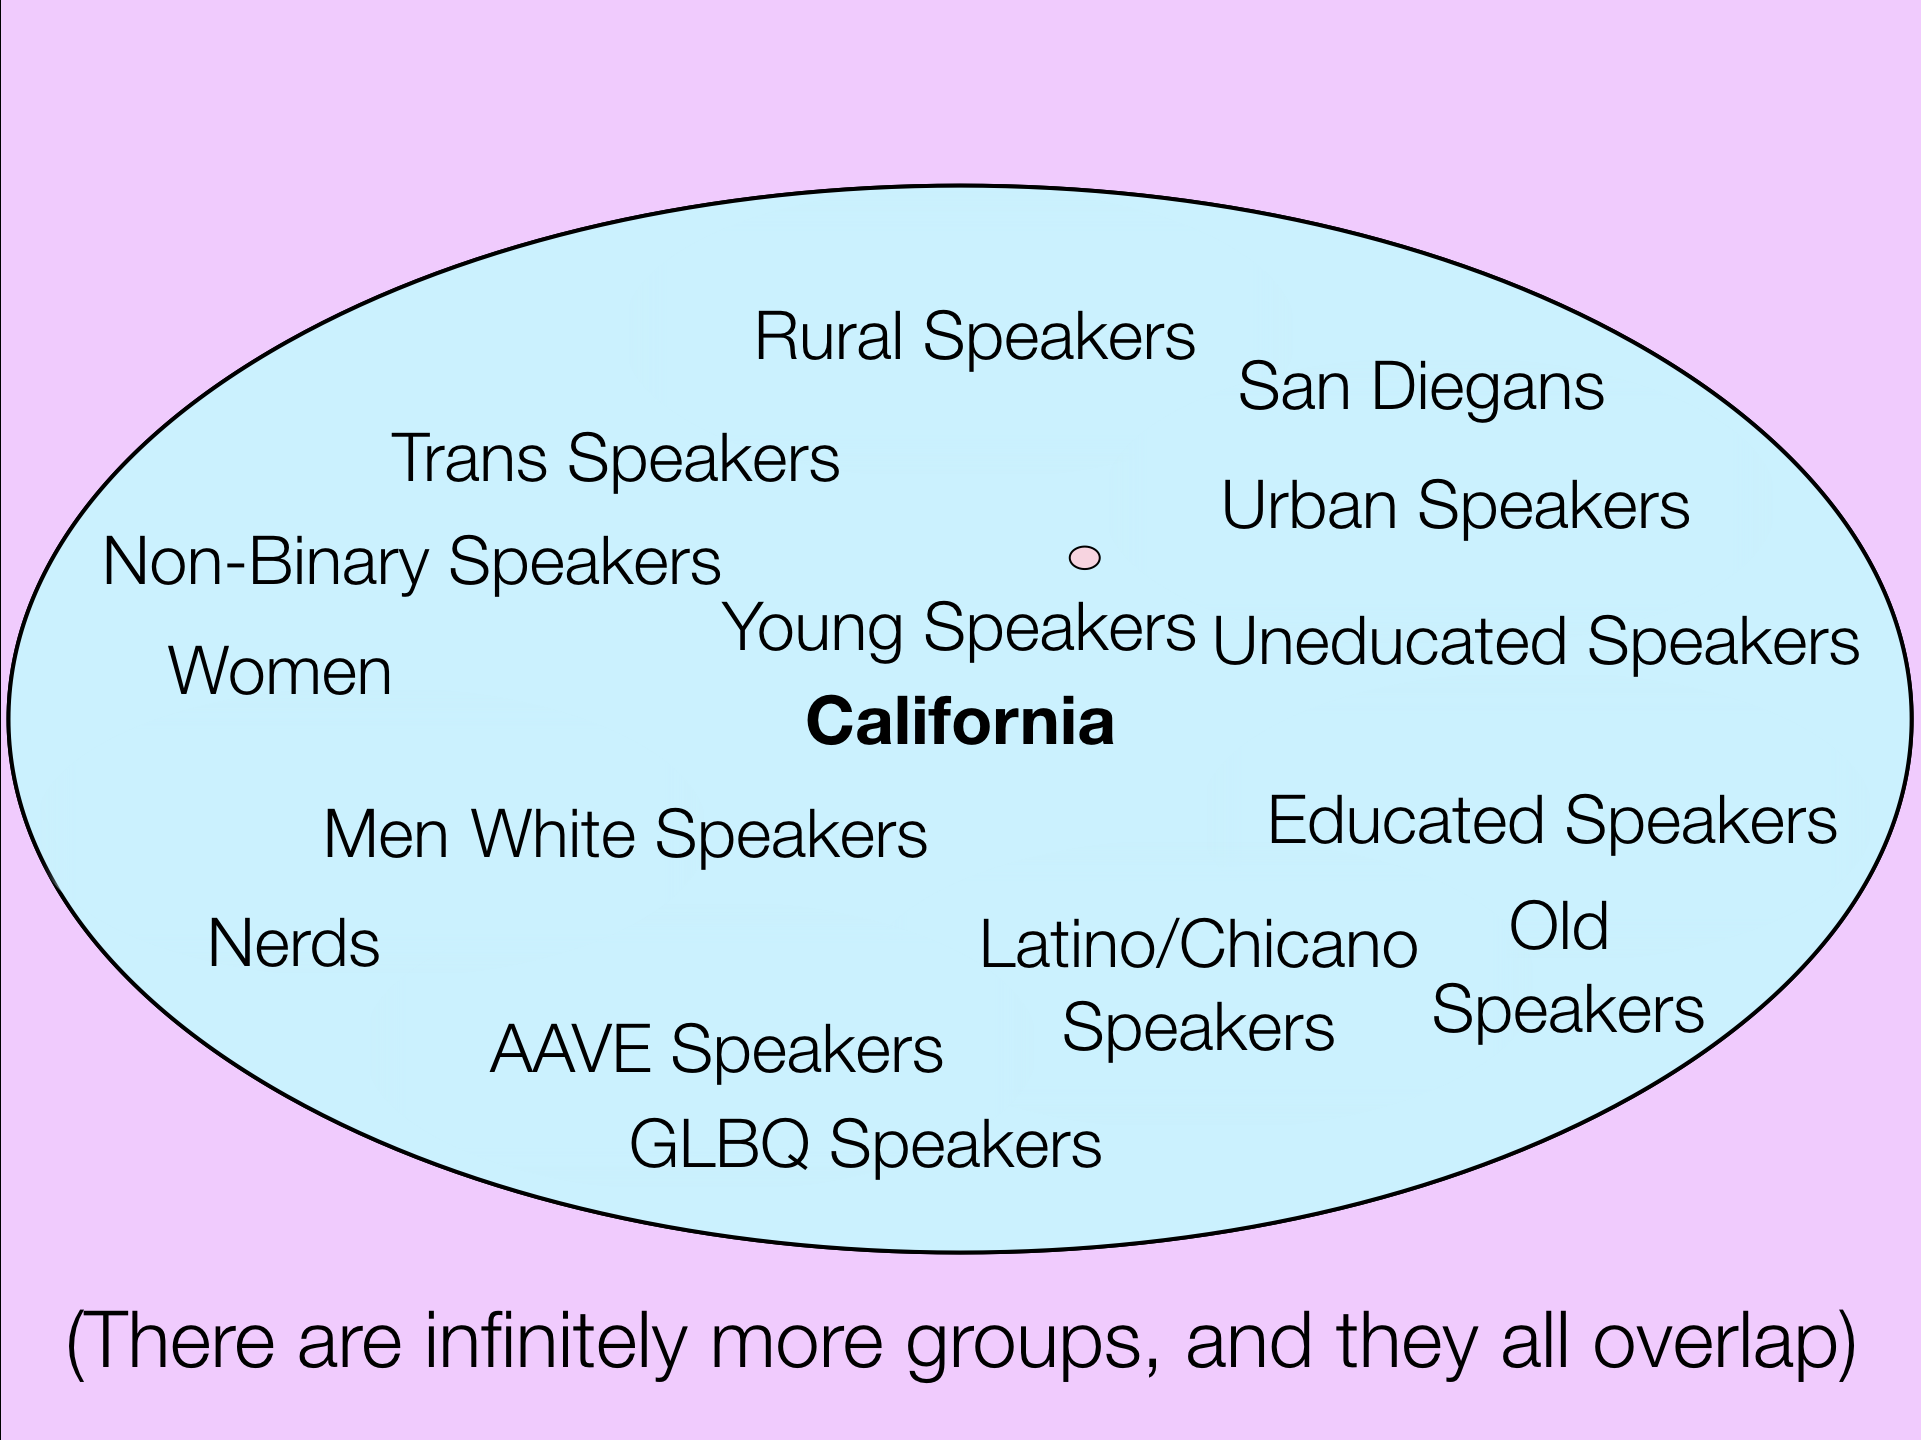 Rural Speakers
San Diegans
Trans Speakers
Urban Speakers
Non-Binary Speakers
Young Speakers
Uneducated Speakers
Women
California
Men
White Speakers
Educated Speakers
Nerds
Latino/Chicano
Speakers
Old
Speakers
AAVE Speakers
GLBQ Speakers
(There are infinitely more groups, and they all overlap)